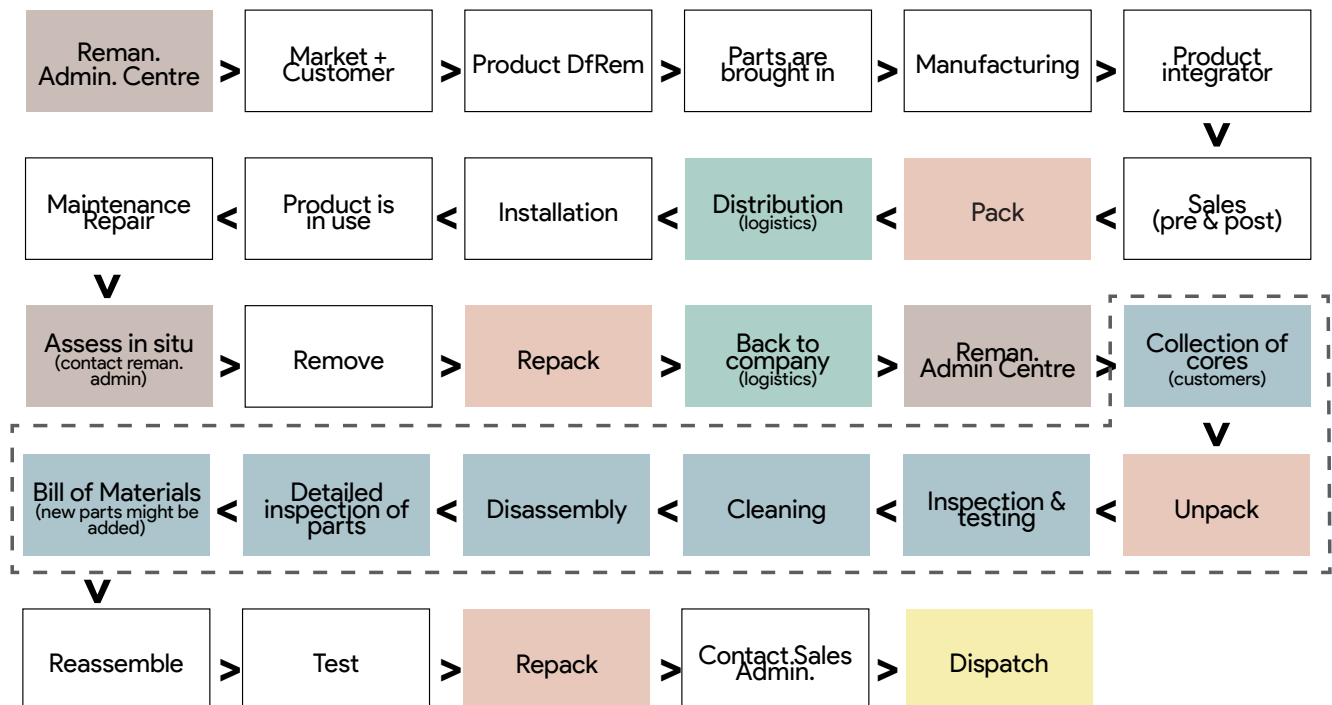 Reman.
Admin. Centre
>
Market +
Customer
>
Product DfRem
>
Parts are
brought in
>
Manufacturing
>
Product
integrator
V
Maintenance
Repair
<
Product is
in use
<
Installation
<
Distribution
(logistics)
<
Pack
<
Sales
(pre & post)
V
Assess in situ
(contact reman.
admin)
>
Remove
>
Repack
>
Back to
company
(logistics)
>
Reman.
Admin Centre
>
Collection of
cores
(customers)
V
Bill of Materials
(new parts might be
added)
<
Detailed
inspection of
parts
<
Disassembly
<
Cleaning
<
Inspection &
testing
<
Unpack
V
Reassemble
>
Test
>
Repack
>
Contact Sales
Admin.
>
Dispatch